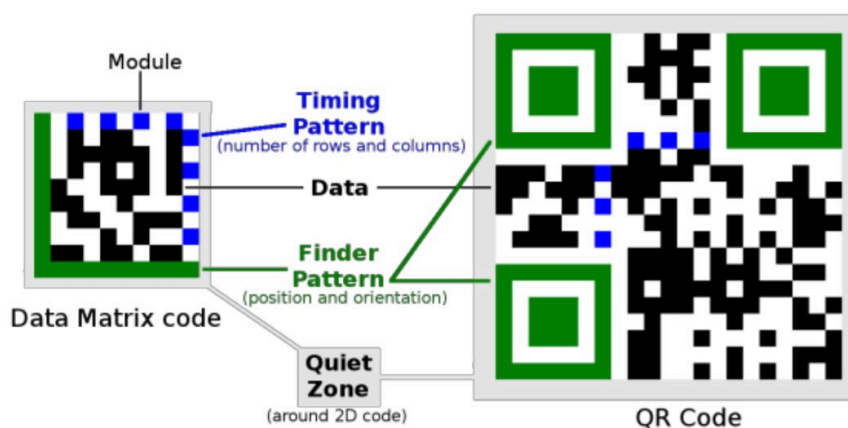 Module
Timing
Pattern
(number of rows and columns)
Data
Finder
Pattern
(position and orientation)
Data Matrix code
Quiet
Zone
(around 2D code)
QR Code